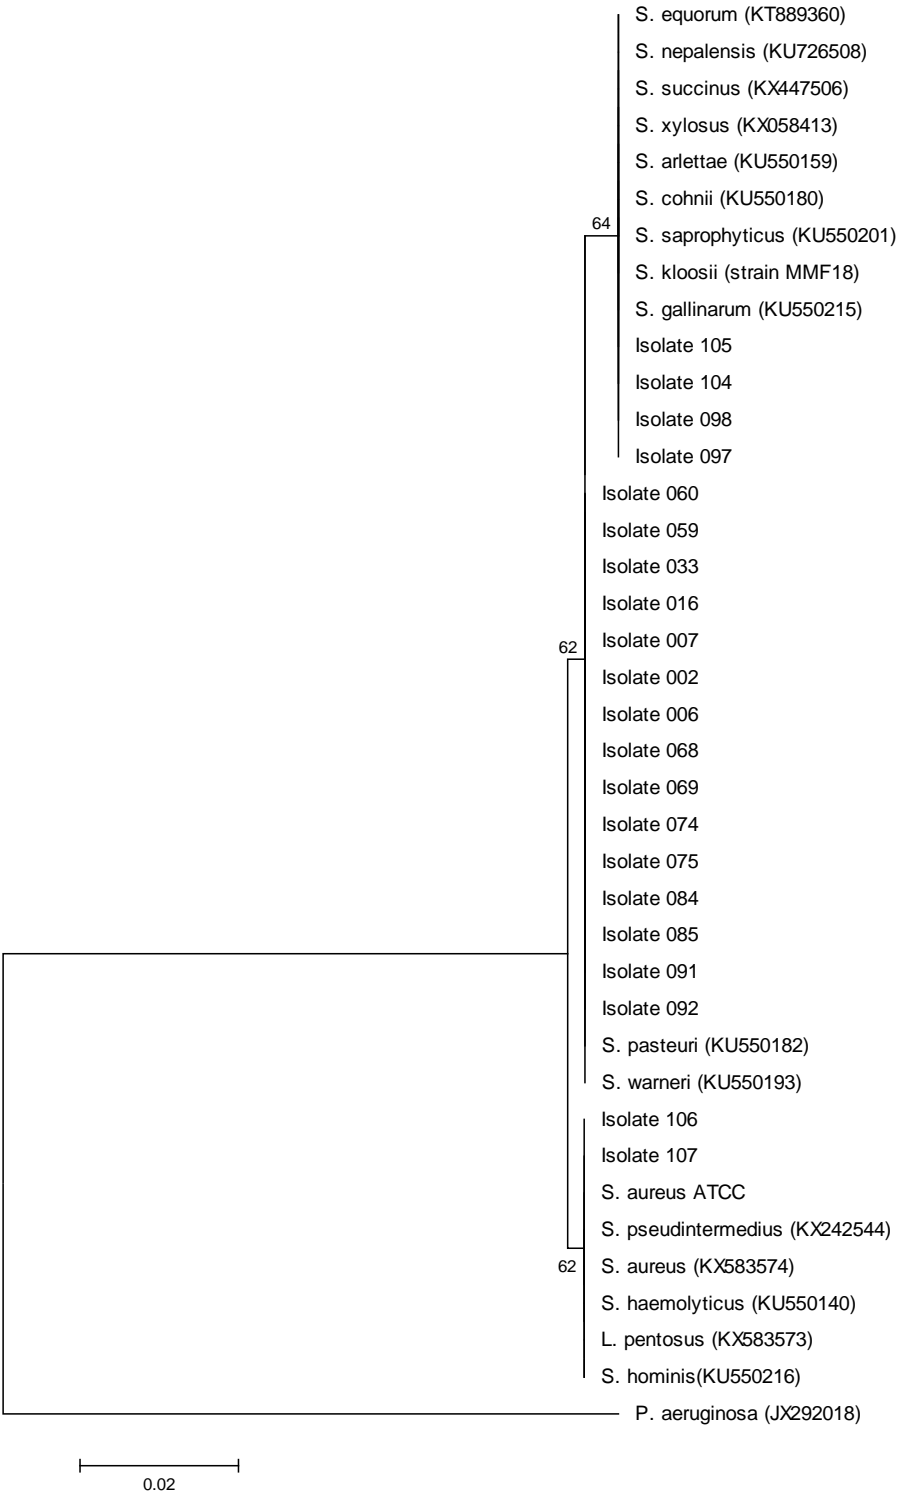 S. equorum (KT889360)
S. nepalensis (KU726508)
S. succinus (KX447506)
S. xylosus (KX058413)
S. arlettae (KU550159)
S. cohnii (KU550180)
64
S. saprophyticus (KU550201)
S. kloosii (strain MMF18)
S. gallinarum (KU550215)
Isolate 105
Isolate 104
Isolate 098
Isolate 097
Isolate 060
Isolate 059
Isolate 033
Isolate 016
Isolate 007
62
Isolate 002
Isolate 006
Isolate 068
Isolate 069
Isolate 074
Isolate 075
Isolate 084
Isolate 085
Isolate 091
Isolate 092
S. pasteuri (KU550182)
S. warneri (KU550193)
Isolate 106
Isolate 107
S. aureus ATCC
S. pseudintermedius (KX242544)
62
S. aureus (KX583574)
S. haemolyticus (KU550140)
L. pentosus (KX583573)
S. hominis(KU550216)
P. aeruginosa (JX292018)
0.02